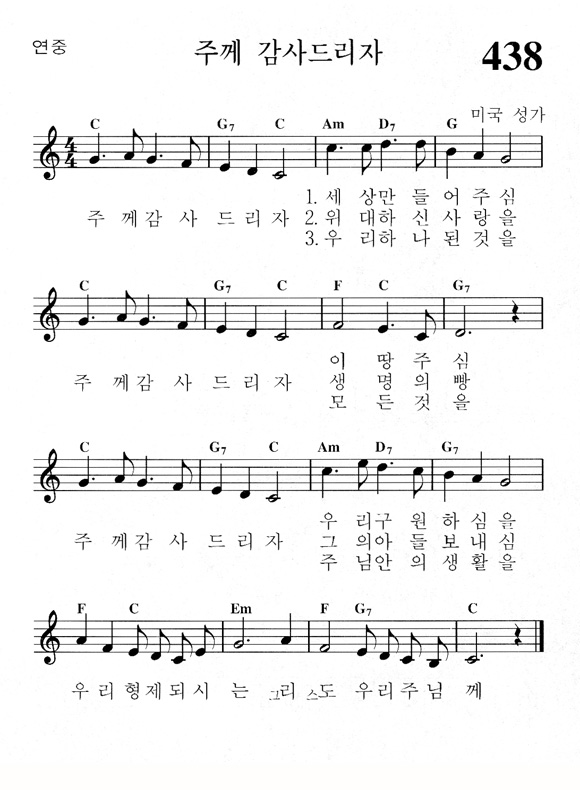 연중
주께 감사드리자
438
미국 성가
C G7 C Am D7 G
1. 세 상만 들어주심
주 께감 사 드리자 2. 위 대하 신사랑을
3. 우 리하 나된것을
C G7 C F C G7
이 땅주 심
주 께감 사 드리자 생 명의 빵
모 든것 을
C G7 C Am D7 G7
우 리구 원하심을
주 께감 사 드리자 그 의아 들보내심
주 님안 의생활을
F C Em F G7 C
우리형제되시 는 그리 스도 우리주님 께